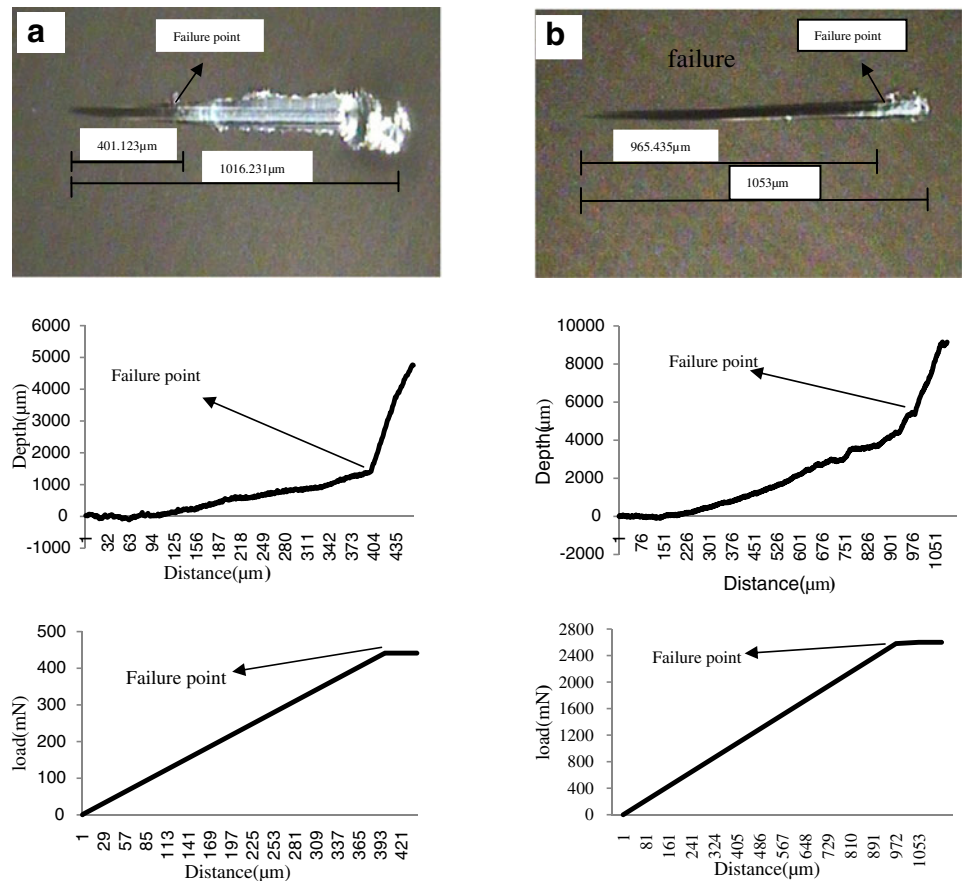 a
Failure point
401.123µm
1016.231µm
b
Failure point
failure
965.435µm
1053µm
6000
5000
4000
3000
2000
1000
0
-1000
Depth(µm)
Failure point
1 32 63 94 125 156 187 218 249 280 311 342 373 404 435
Distance(µm)
10000
8000
6000
4000
2000
0
-2000
Depth(µm)
Failure point
1 76 151 226 301 376 451 526 601 676 751 826 901 976 1051
Distance(µm)
500
400
300
200
100
0
load(mN)
Failure point
1 29 57 85 113 141 169 197 225 253 281 309 337 365 393 421
Distance(µm)
2800
2400
2000
1600
1200
800
400
0
load(mN)
Failure point
1 81 161 241 324 405 486 567 648 729 810 891 972 1053
Distance(µm)